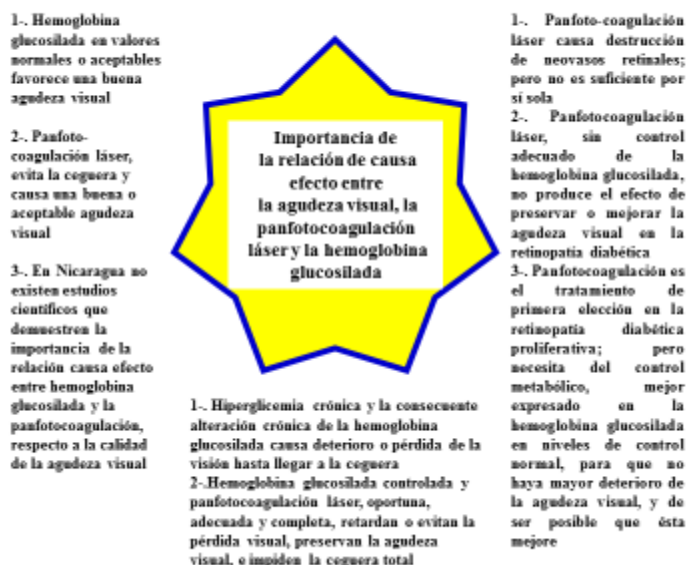 1-. Hemoglobina
glucosilada en valores
normales o aceptables
favorece una buena
agudeza visual
2-. Panfoto-
coagulación láser,
evita la ceguera y
causa una buena o
aceptable agudeza
visual
3-. En Nicaragua no
existen estudios
científicos que
demuestren la
importancia de la
relación causa efecto
entre hemoglobina
glucosilada y la
panfotocoagulación,
respecto a la calidad
de la agudeza visual
Importancia de
la relación de causa
efecto entre
la agudeza visual, la
panfotocoagulación
láser y la hemoglobina
glucosilada
1-. Hiperglicemia crónica y la consecuente
alteración crónica de la hemoglobina
glucosilada causa deterioro o pérdida de la
visión hasta llegar a la ceguera
2-.Hemoglobina glucosilada controlada y
panfotocoagulación láser, oportuna,
adecuada y completa, retardan o evitan la
pérdida visual, preservan la agudeza
visual, e impiden la ceguera total
1-. Panfoto-coagulación
láser causa destrucción
de neovasos retinales;
pero no es suficiente por
sí sola
2-. Panfotocoagulación
láser, sin control
adecuado de la
hemoglobina glucosilada,
no produce el efecto de
preservar o mejorar la
agudeza visual en la
retinopatía diabética
3-. Panfotocoagulación es
el tratamiento de
primera elección en la
retinopatía diabética
proliferativa; pero
necesita del control
metabólico, mejor
expresado en la
hemoglobina glucosilada
en niveles de control
normal, para que no
haya mayor deterioro de
la agudeza visual, y de
ser posible que ésta
mejore